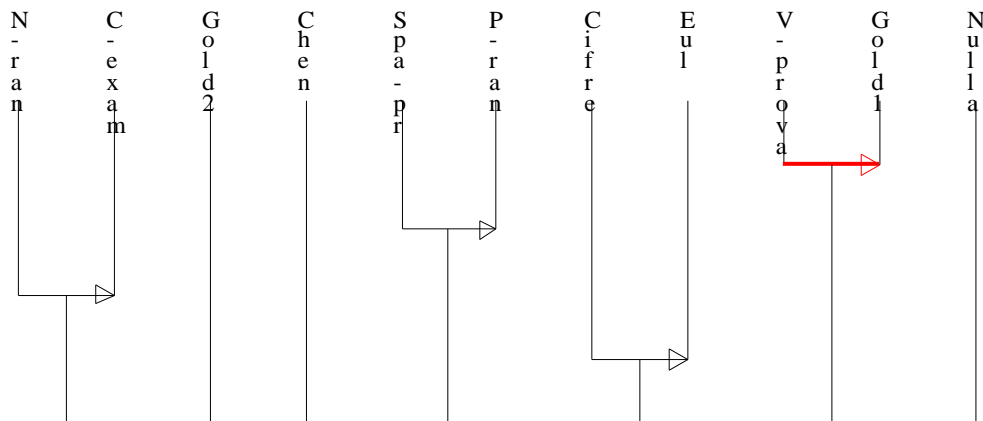 N-ran
C-exam
Gold2
Chen
Spa-pr
P-ran
Cifre
Eul
V-prova
Gold1
Nulla